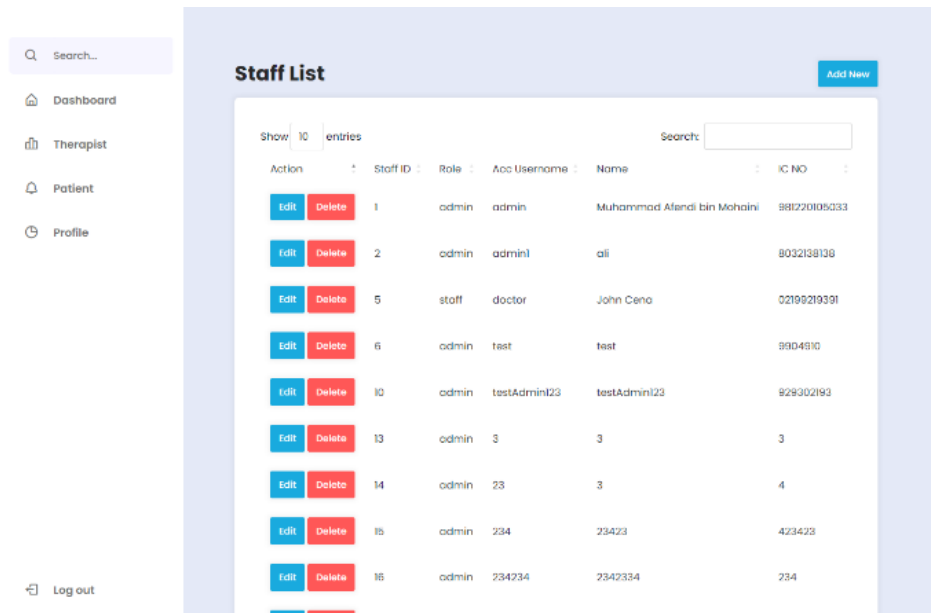 Search...
Dashboard
Therapist
Patient
Profile
Log out
Staff List
Add New
Show 10 entries
Search:
Action Staff ID Role Acc Username Name IC NO
Edit Delete 1 admin admin Muhammad Afendi bin Mohaini 981220105033
Edit Delete 2 admin admin1 ali 8032138138
Edit Delete 5 staff doctor John Cena 02199219391
Edit Delete 6 admin test test 9904910
Edit Delete 10 admin testAdmin123 testAdmin123 929302193
Edit Delete 13 admin 3 3 3
Edit Delete 14 admin 23 3 4
Edit Delete 15 admin 234 23423 423423
Edit Delete 16 admin 234234 2342334 234